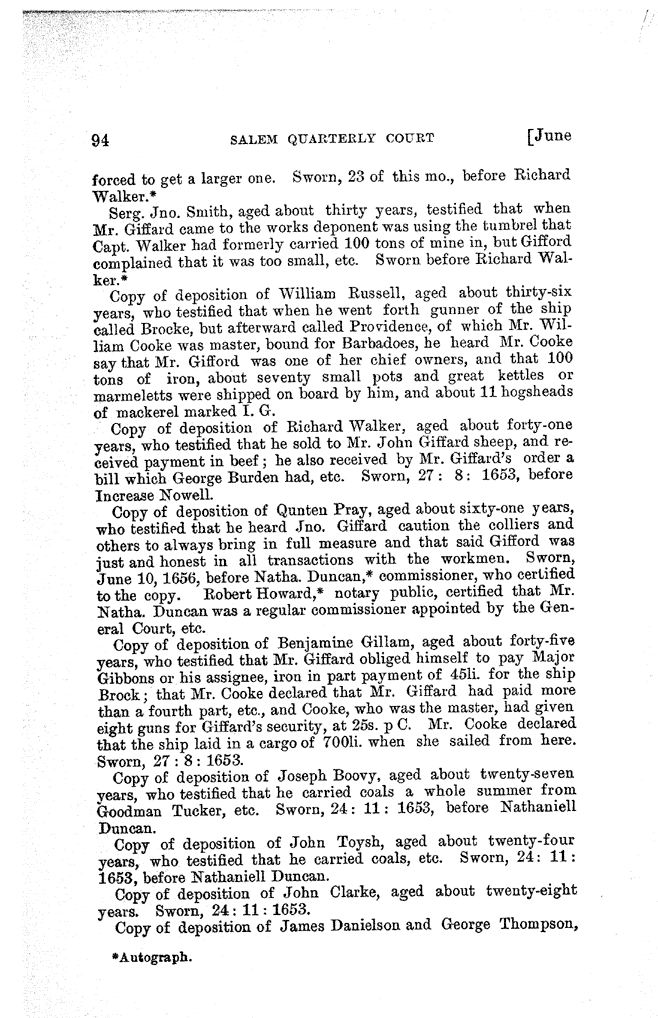 94 SALEM QUARTERLY COURT [June
forced to get a larger one. Sworn, 23 of this mo., before Richard
Walker.*
Serg. Jno. Smith, aged about thirty years, testified that when
Mr. Giffard came to the works deponent was using the tumbrel that
Capt. Walker had formerly carried 100 tons of mine in, but Gifford
complained that it was too small, etc. Sworn before Richard Wal-
ker.*
Copy of deposition of William Russell, aged about thirty-six
years, who testified that when he went forth gunner of the ship
called Brocke, but afterward called Providence, of which Mr. Wil-
liam Cooke was master, bound for Barbadoes, he heard Mr. Cooke
say that Mr. Gifford was one of her chief owners, and that 100
tons of iron, about seventy small pots and great kettles or
marmeletts were shipped on board by him, and about 11 hogsheads
of mackerel marked I. G.
Copy of deposition of Richard Walker, aged about forty-one
years, who testified that he sold to Mr. John Giffard sheep, and re-
ceived payment in beef; he also received by Mr. Giffard's order a
bill which George Burden had, etc. Sworn, 27: 8: 1653, before
Increase Nowell.
Copy of deposition of Qunten Pray, aged about sixty-one years,
who testified that he heard Jno. Giffard caution the colliers and
others to always bring in full measure and that said Gifford was
just and honest in all transactions with the workmen. Sworn,
June 10, 1656, before Natha. Duncan,* commissioner, who certified
to the copy. Robert Howard,* notary public, certified that Mr.
Natha. Duncan was a regular commissioner appointed by the Gen-
eral Court, etc.
Copy of deposition of Benjamine Gillam, aged about forty-five
years, who testified that Mr. Giffard obliged himself to pay Major
Gibbons or his assignee, iron in part payment of 45li. for the ship
Brock; that Mr. Cooke declared that Mr. Giffard had paid more
than a fourth part, etc., and Cooke, who was the master, had given
eight guns for Giffard's security, at 25s. p C. Mr. Cooke declared
that the ship laid in a cargo of 700li. when she sailed from here.
Sworn, 27 : 8 : 1653.
Copy of deposition of Joseph Boovy, aged about twenty-seven
years, who testified that he carried coals a whole summer from
Goodman Tucker, etc. Sworn, 24: 11: 1653, before Nathaniell
Duncan.
Copy of deposition of John Toysh, aged about twenty-four
years, who testified that he carried coals, etc. Sworn, 24: 11:
1653, before Nathaniell Duncan.
Copy of deposition of John Clarke, aged about twenty-eight
years. Sworn, 24: 11: 1653.
Copy of deposition of James Danielson and George Thompson,
*Autograph.